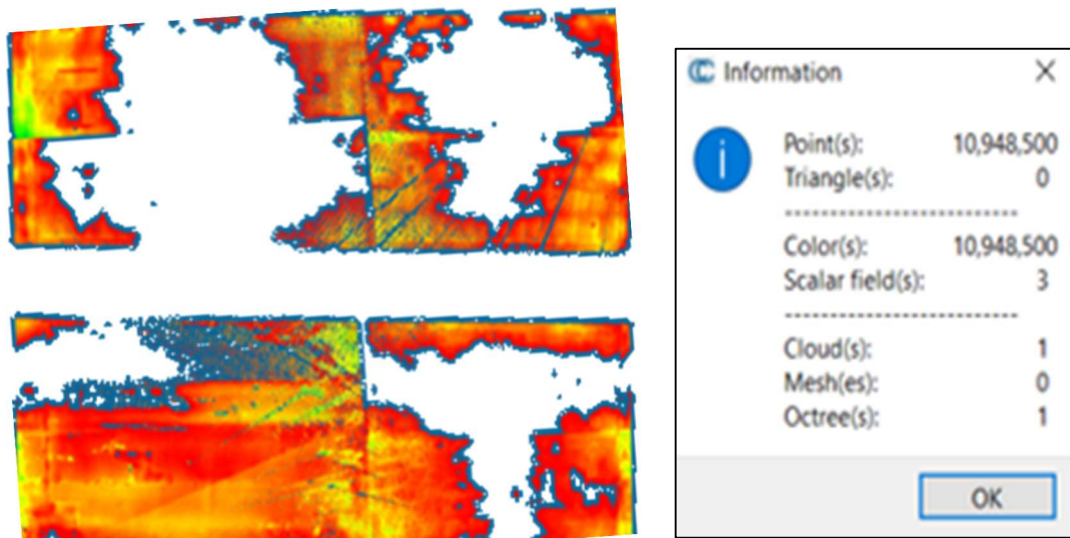 Information
Point(s): 10,948,500
Triangle(s): 0
---------------------------
Color(s): 10,948,500
Scalar field(s): 3
---------------------------
Cloud(s): 1
Mesh(es): 0
Octree(s): 1
OK